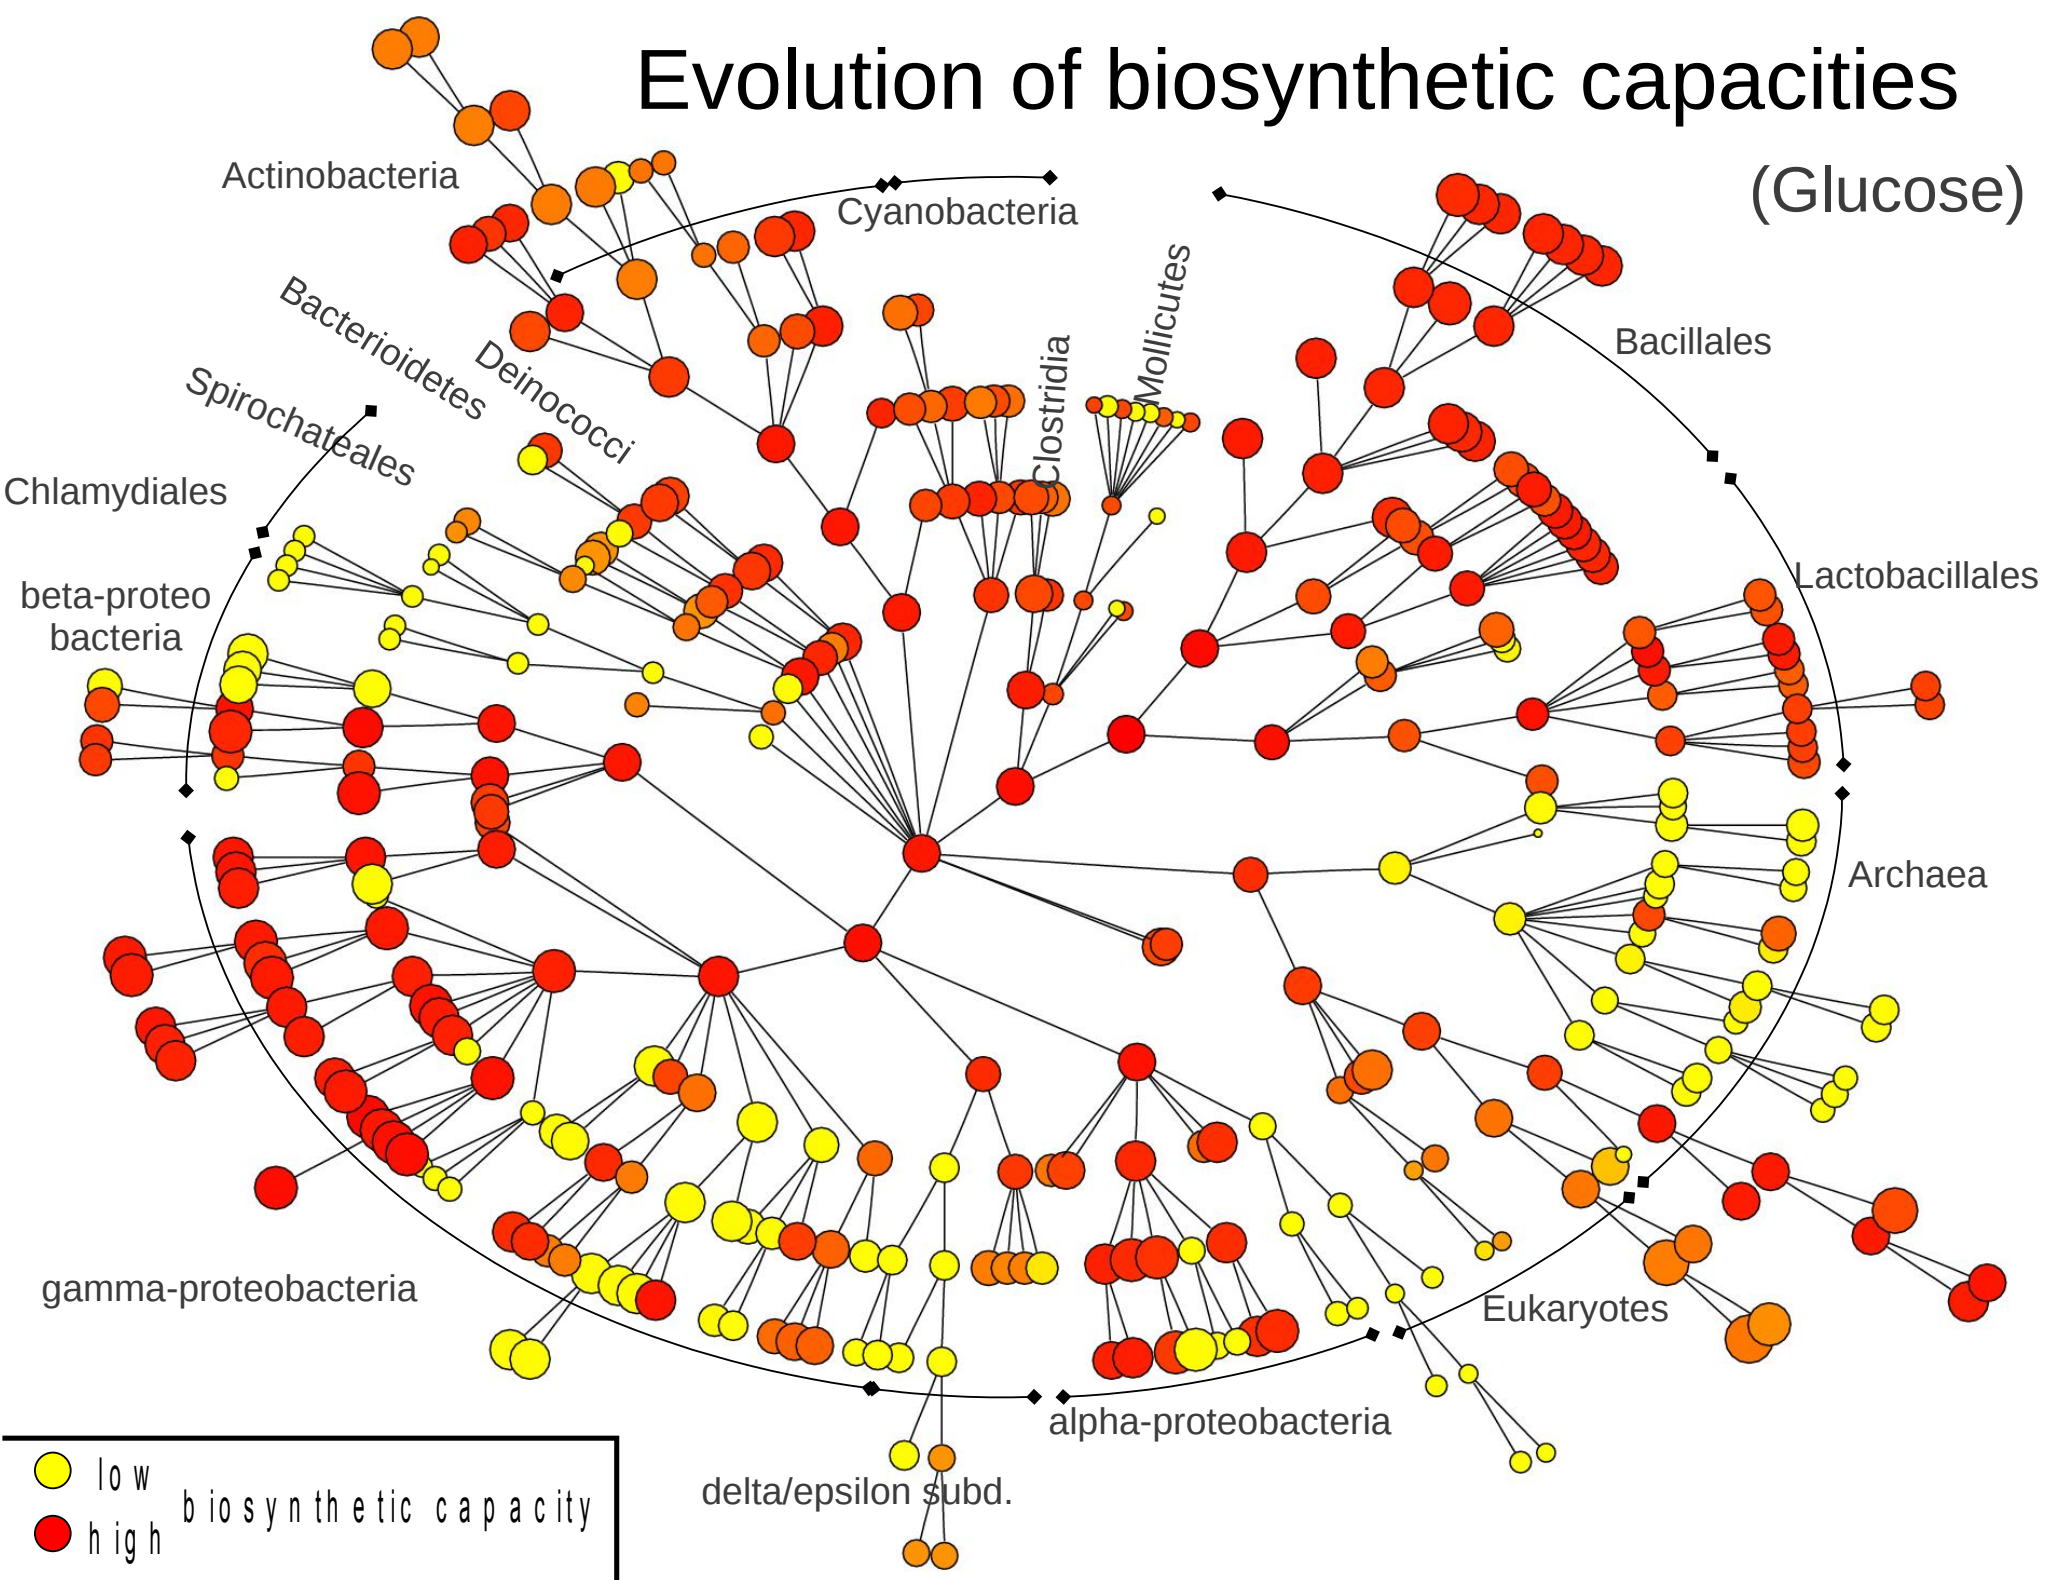 Evolution of biosynthetic capacities
(Glucose)
Actinobacteria
Cyanobacteria
Bacterioidetes
Deinococci
Mollicutes
Clostridia
Bacillales
Spirochateales
Chlamydiales
Lactobacillales
beta-proteo
bacteria
Archaea
gamma-proteobacteria
Eukaryotes
alpha-proteobacteria
delta/epsilon subd.
low
high
biosynthetic capacity